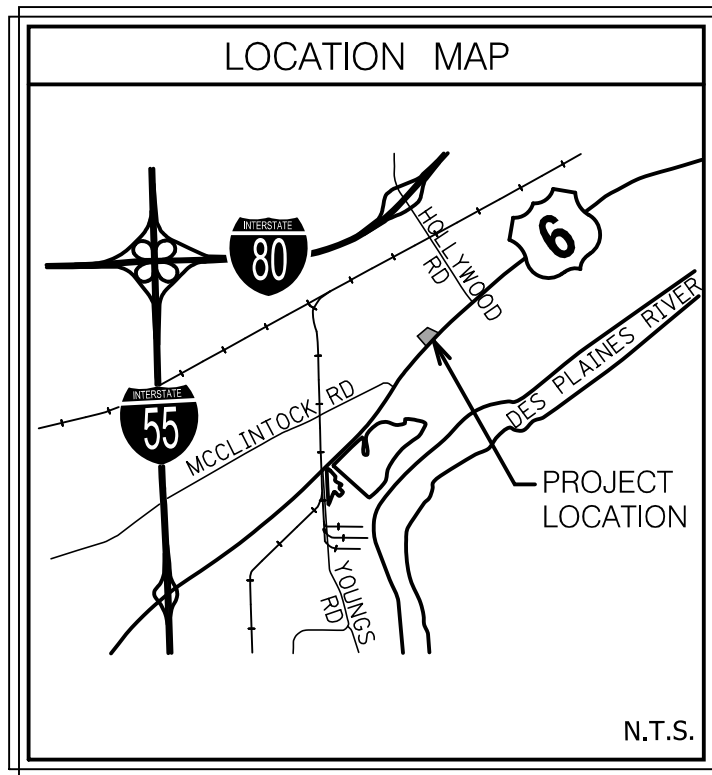 LOCATION MAP
INTERSTATE
80
HOLLYWOOD
RD
6
INTERSTATE
55
MCCLINTOCK RD
DES PLAINES RIVER
PROJECT
LOCATION
YOUNGS
RD
N.T.S.